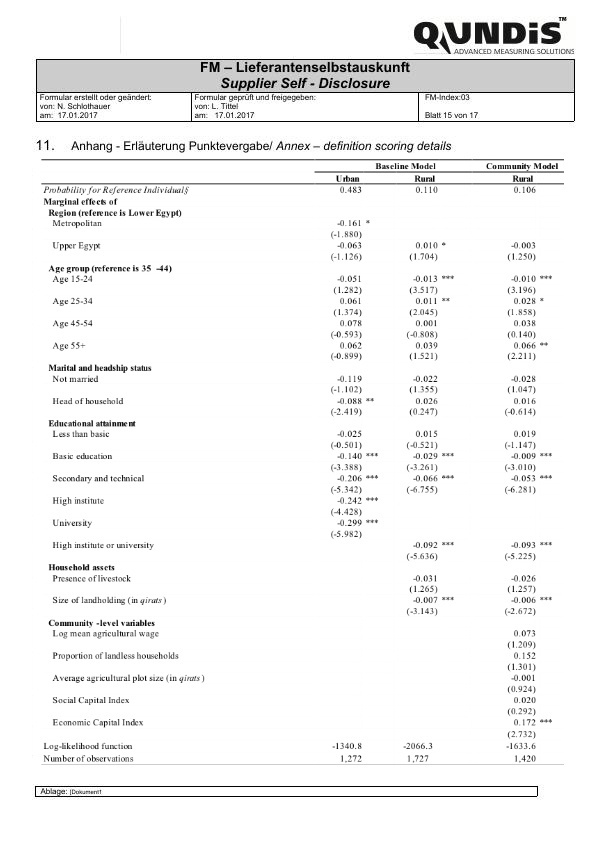 QUNDIS™
ADVANCED MEASURING SOLUTIONS
FM – Lieferantenselbstauskunft
Supplier Self - Disclosure
Formular erstellt oder geändert: Formular geprüft und freigegeben: FM-Index:03
von: N. Schlothauer von: L. Tittel
am: 17.01.2017 am: 17.01.2017 Blatt 15 von 17
11. Anhang - Erläuterung Punktevergabe/ Annex – definition scoring details
Baseline Model Community Model
Urban Rural Rural
Probability for Reference Individual§ 0.483 0.110 0.106
Marginal effects of
Region (reference is Lower Egypt)
Metropolitan -0.161 *
(-1.880)
Upper Egypt -0.063 0.010 * -0.003
(-1.126) (1.704) (1.250)
Age group (reference is 35 -44)
Age 15-24 -0.051 -0.013 *** -0.010 ***
(1.282) (3.517) (3.196)
Age 25-34 0.061 0.011 ** 0.028 *
(1.374) (2.045) (1.858)
Age 45-54 0.078 0.001 0.038
(-0.593) (-0.808) (0.140)
Age 55+ 0.062 0.039 0.066 **
(-0.899) (1.521) (2.211)
Marital and headship status
Not married -0.119 -0.022 -0.028
(-1.102) (1.355) (1.047)
Head of household -0.088 ** 0.026 0.016
(-2.419) (0.247) (-0.614)
Educational attainment
Less than basic -0.025 0.015 0.019
(-0.501) (-0.521) (-1.147)
Basic education -0.140 *** -0.029 *** -0.009 ***
(-3.388) (-3.261) (-3.010)
Secondary and technical -0.206 *** -0.066 *** -0.053 ***
(-5.342) (-6.755) (-6.281)
High institute -0.242 ***
(-4.428)
University -0.299 ***
(-5.982)
High institute or university -0.092 *** -0.093 ***
(-5.636) (-5.225)
Household assets
Presence of livestock -0.031 -0.026
(1.265) (1.257)
Size of landholding (in qirats) -0.007 *** -0.006 ***
(-3.143) (-2.672)
Community -level variables
Log mean agricultural wage 0.073
(1.209)
Proportion of landless households 0.152
(1.301)
Average agricultural plot size (in qirats) -0.001
(0.924)
Social Capital Index 0.020
(0.292)
Economic Capital Index 0.172 ***
(2.732)
Log-likelihood function -1340.8 -2066.3 -1633.6
Number of observations 1,272 1,727 1,420
Ablage: [Dokument1